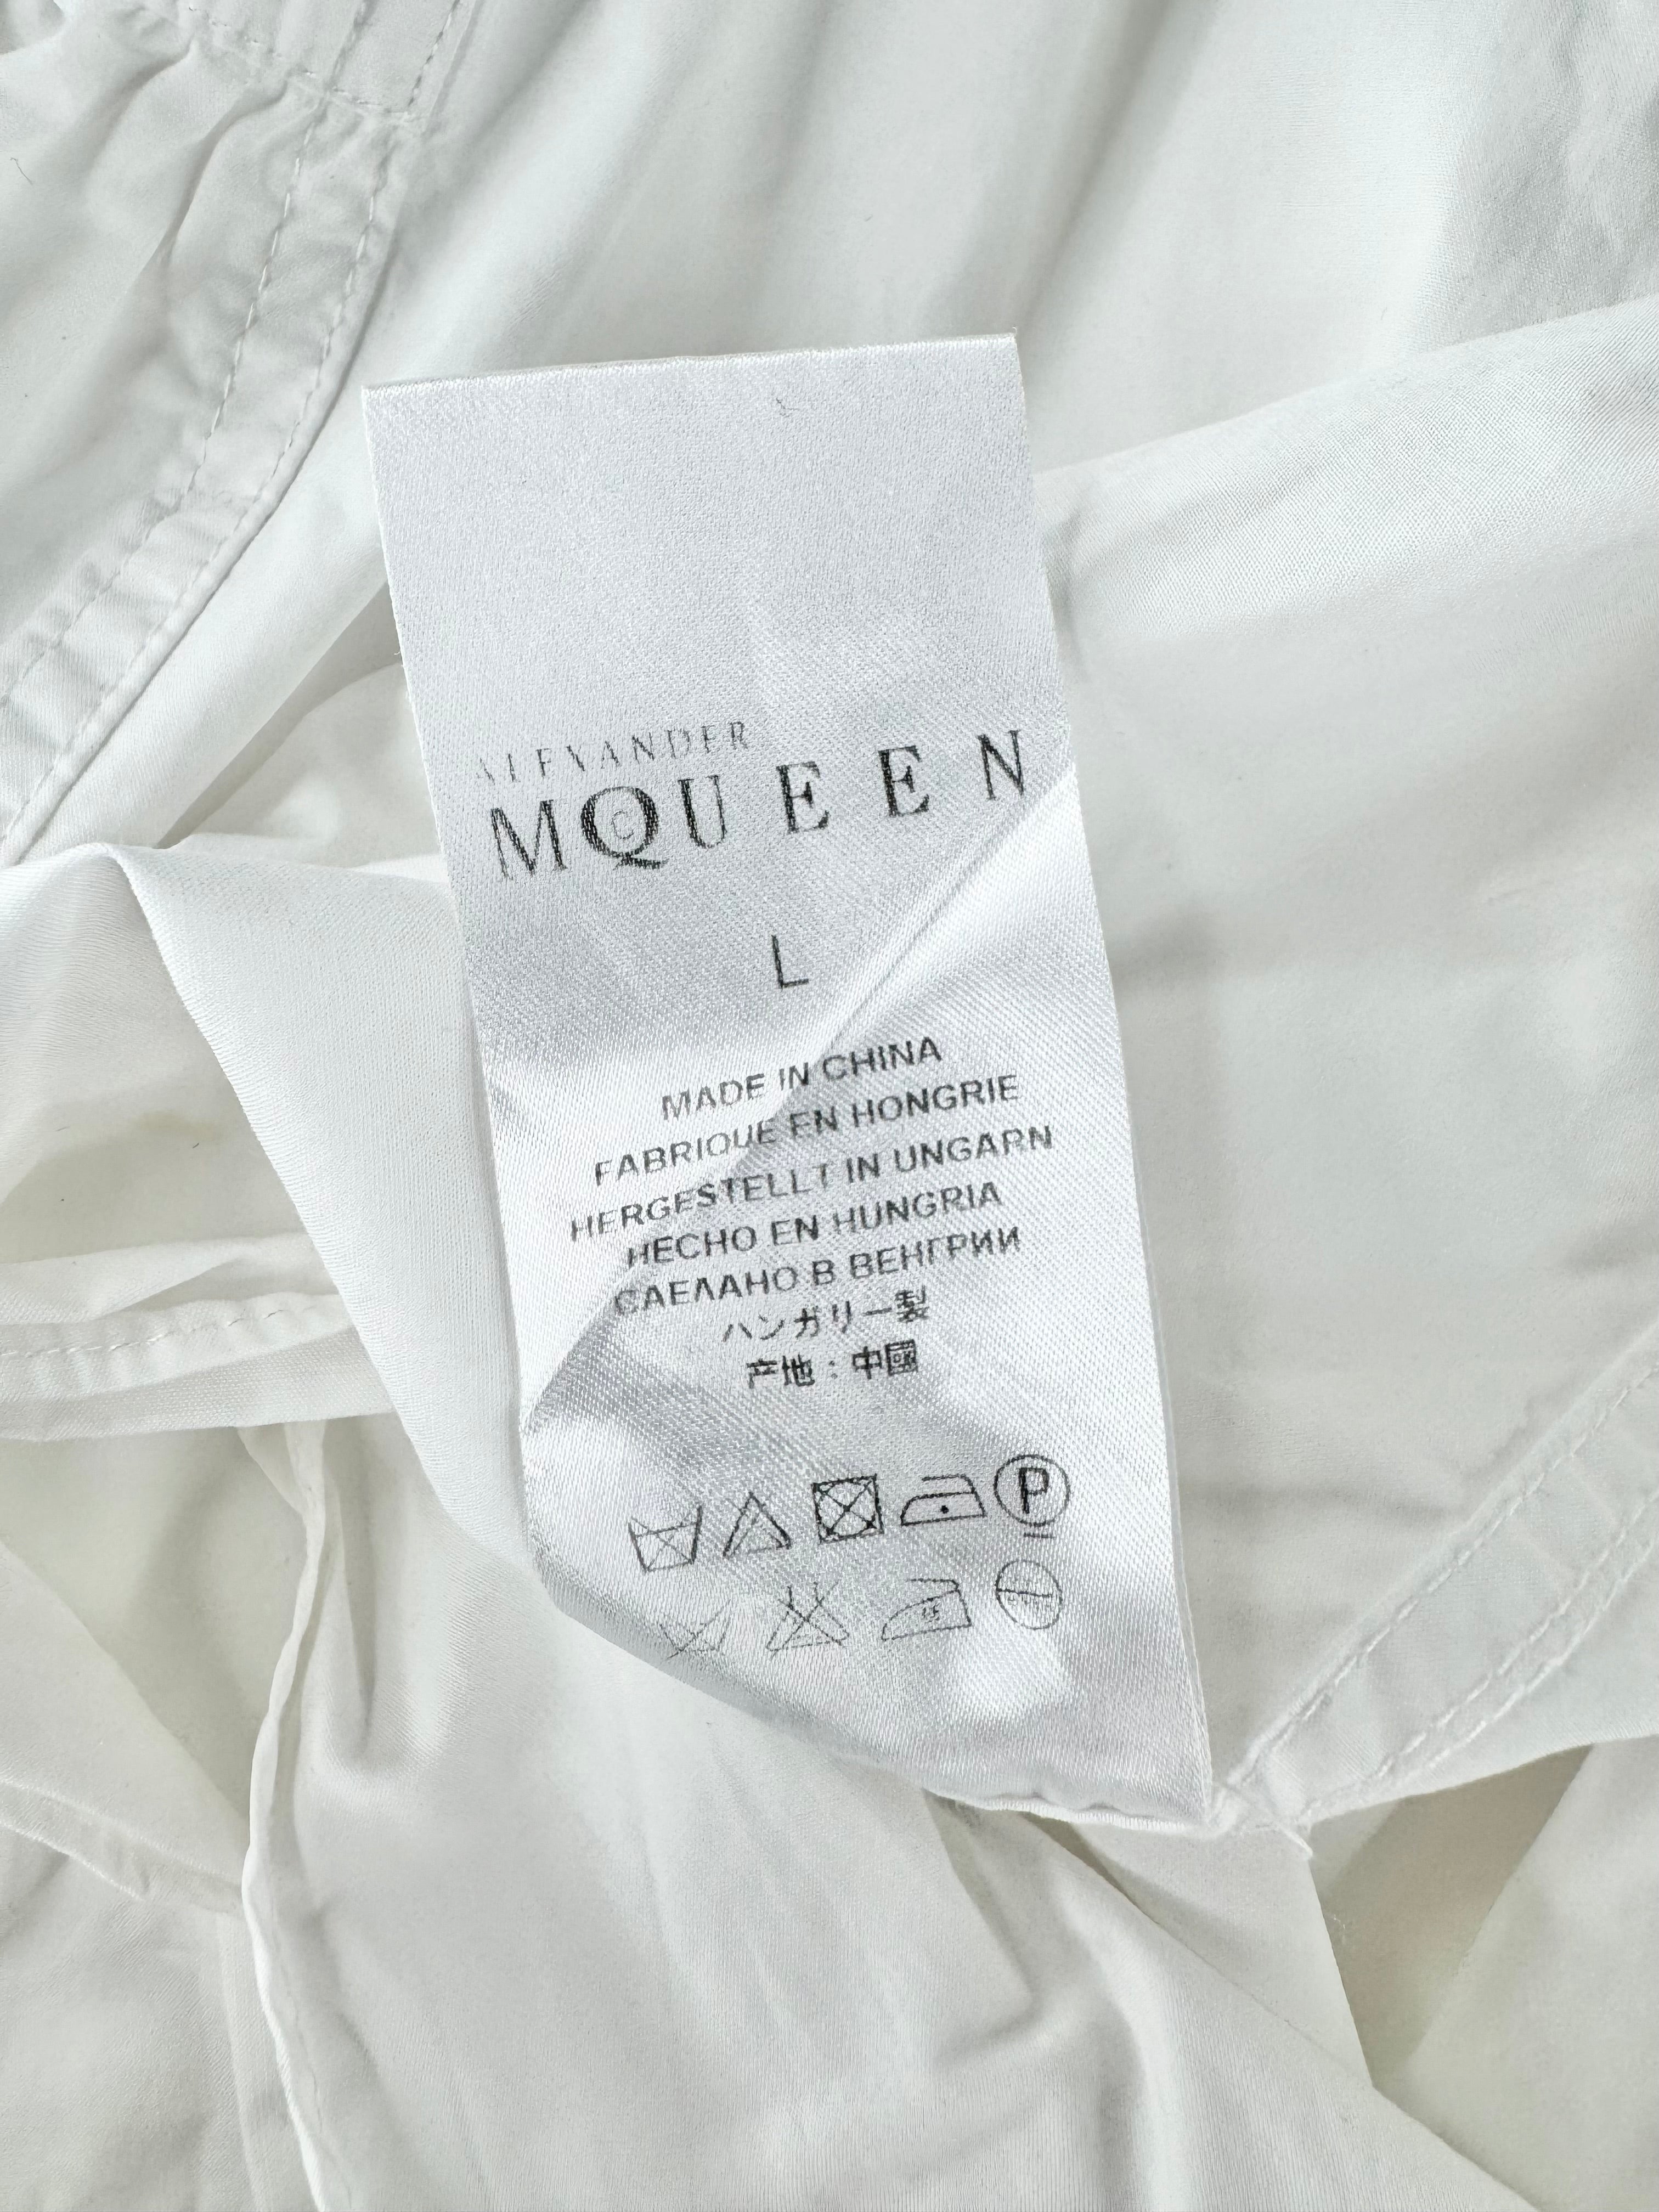 ALEXANDER
MCQUEEN
L
MADE IN CHINA
FABRIQUE EN HONGRIE
HERGESTELLT IN UNGARN
HECHO EN HUNGRIA
САЕЛАНО В ВЕНГРИИ
ハンガリー製
产地：中國
P